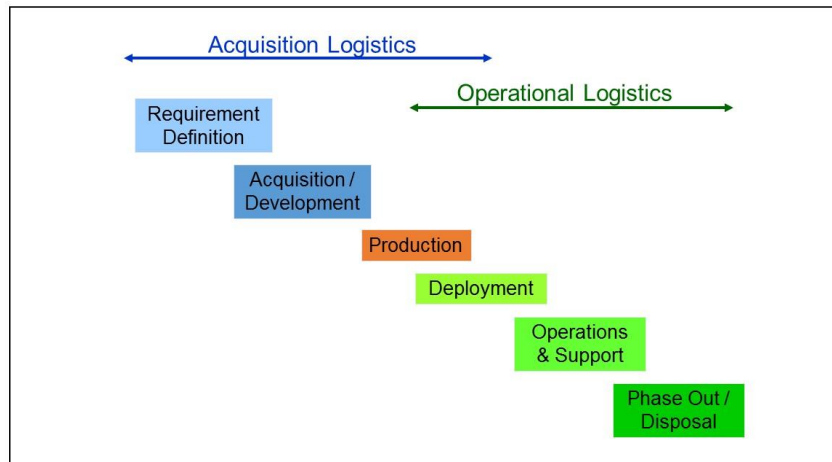 Acquisition Logistics
Operational Logistics
Requirement
Definition
Acquisition /
Development
Production
Deployment
Operations
& Support
Phase Out /
Disposal